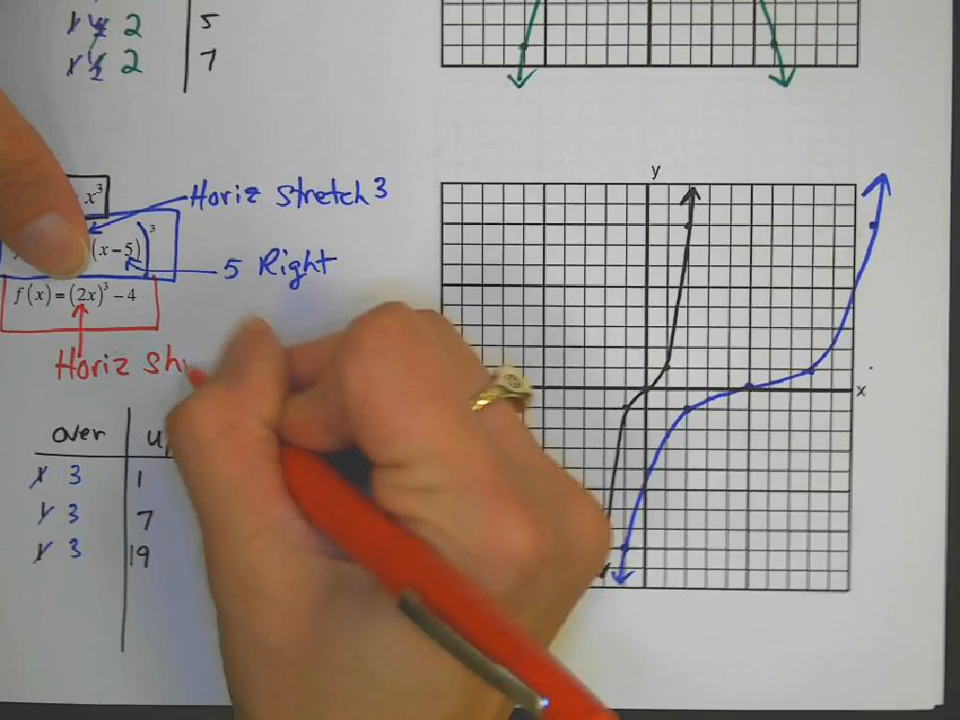 2 5
2 7
x³
Horiz Stretch 3
(x−5) ³
5 Right
f(x) = (2x)³ − 4
Horiz Sh
over
3 1
3 7
3 19
y
x